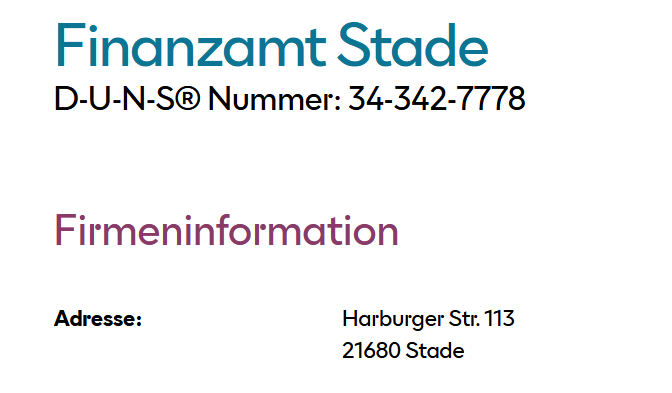 Finanzamt Stade
D-U-N-S® Nummer: 34-342-7778
Firmeninformation
Adresse: Harburger Str. 113
21680 Stade